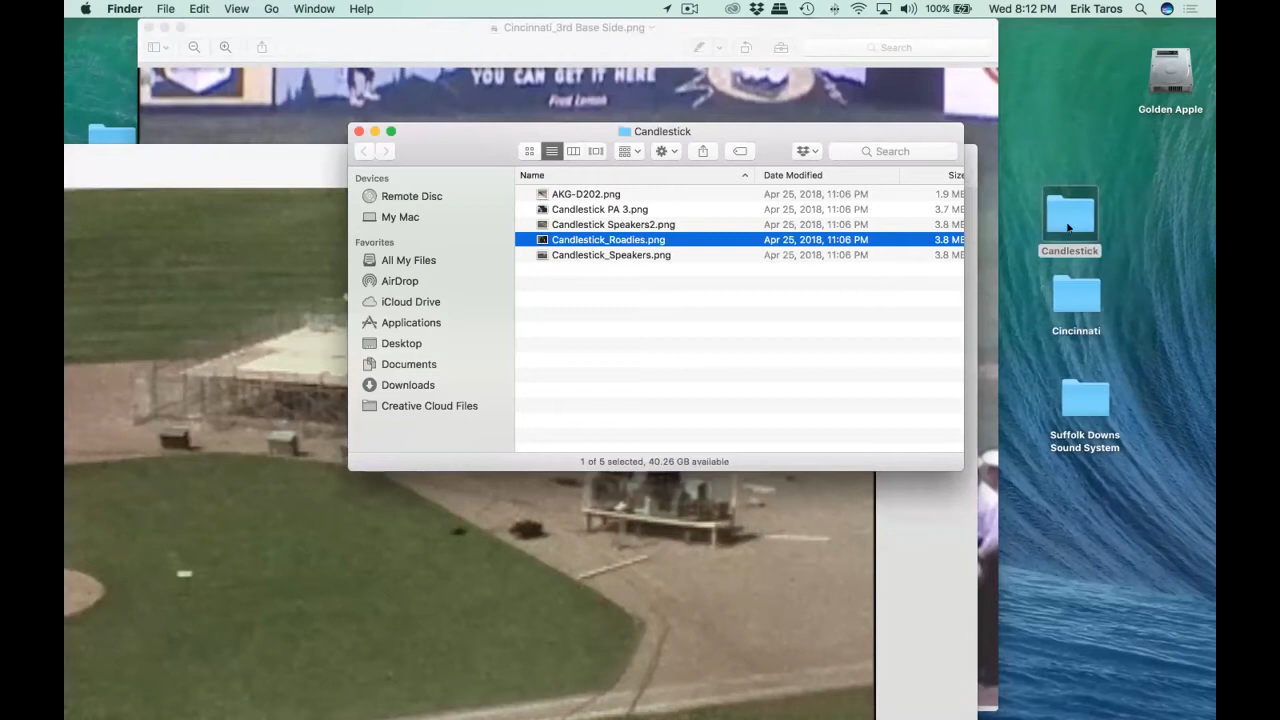 Finder File Edit View Go Window Help 100% Wed 8:12 PM Erik Taros
Cincinnati_3rd Base Side.png
Search
YOU CAN GET IT HERE
Fred Lemon
Golden Apple
Candlestick
Search
Name Date Modified Size
Devices
Remote Disc
My Mac
Favorites
All My Files
AirDrop
iCloud Drive
Applications
Desktop
Documents
Downloads
Creative Cloud Files
AKG-D202.png Apr 25, 2018, 11:06 PM 1.9 MB
Candlestick PA 3.png Apr 25, 2018, 11:06 PM 3.7 MB
Candlestick Speakers2.png Apr 25, 2018, 11:06 PM 3.8 MB
Candlestick_Roadies.png Apr 25, 2018, 11:06 PM 3.8 MB
Candlestick_Speakers.png Apr 25, 2018, 11:06 PM 3.8 MB
1 of 5 selected, 40.26 GB available
Candlestick
Cincinnati
Suffolk Downs
Sound System